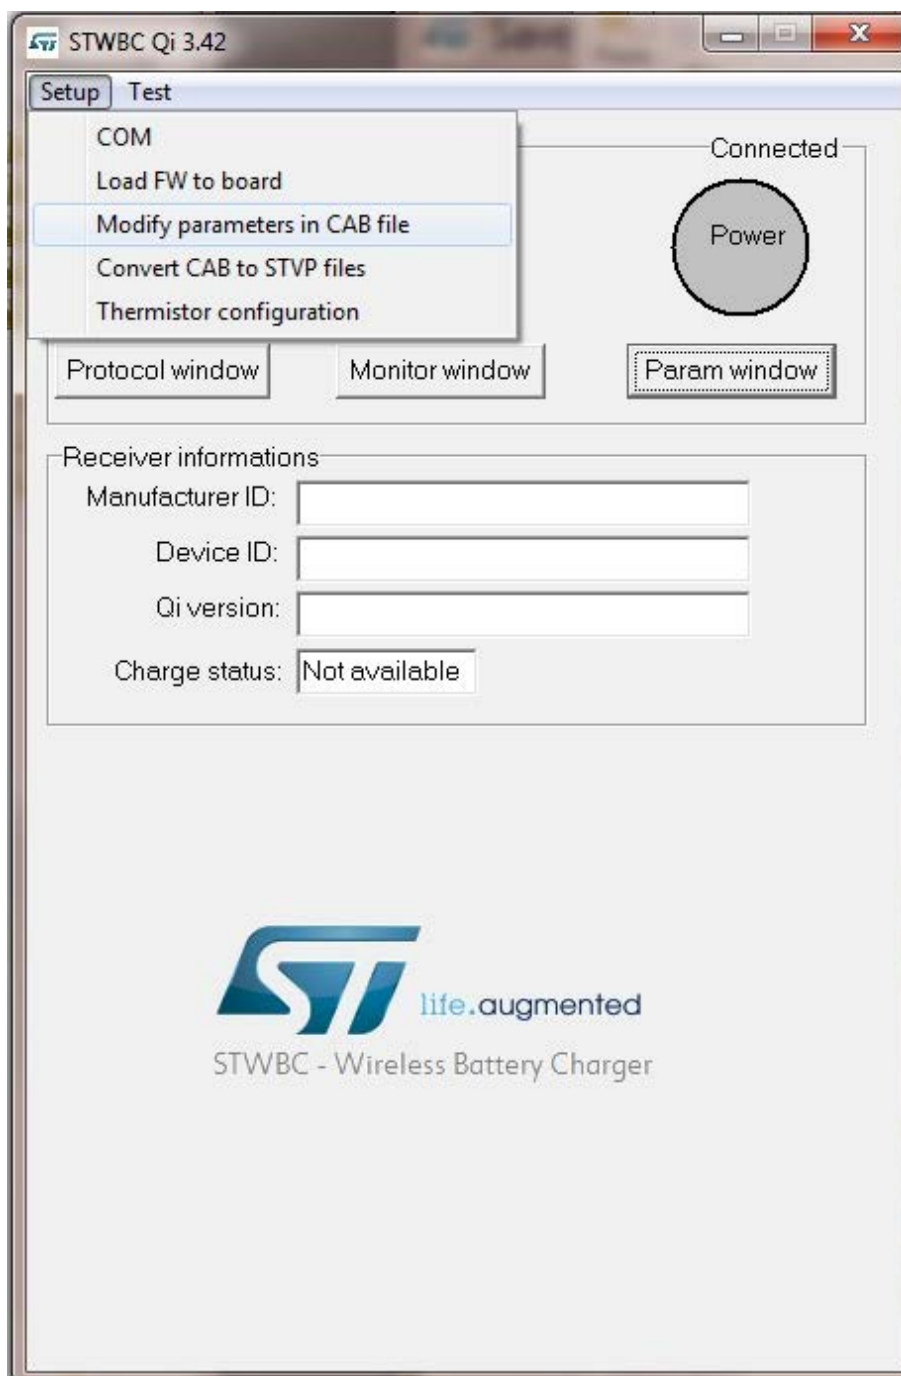 STWBC Qi 3.42
Setup Test
COM
Load FW to board
Modify parameters in CAB file
Convert CAB to STVP files
Thermistor configuration
Connected
Power
Protocol window Monitor window Param window
Receiver informations
Manufacturer ID:
Device ID:
Qi version:
Charge status: Not available
ST life.augmented
STWBC - Wireless Battery Charger